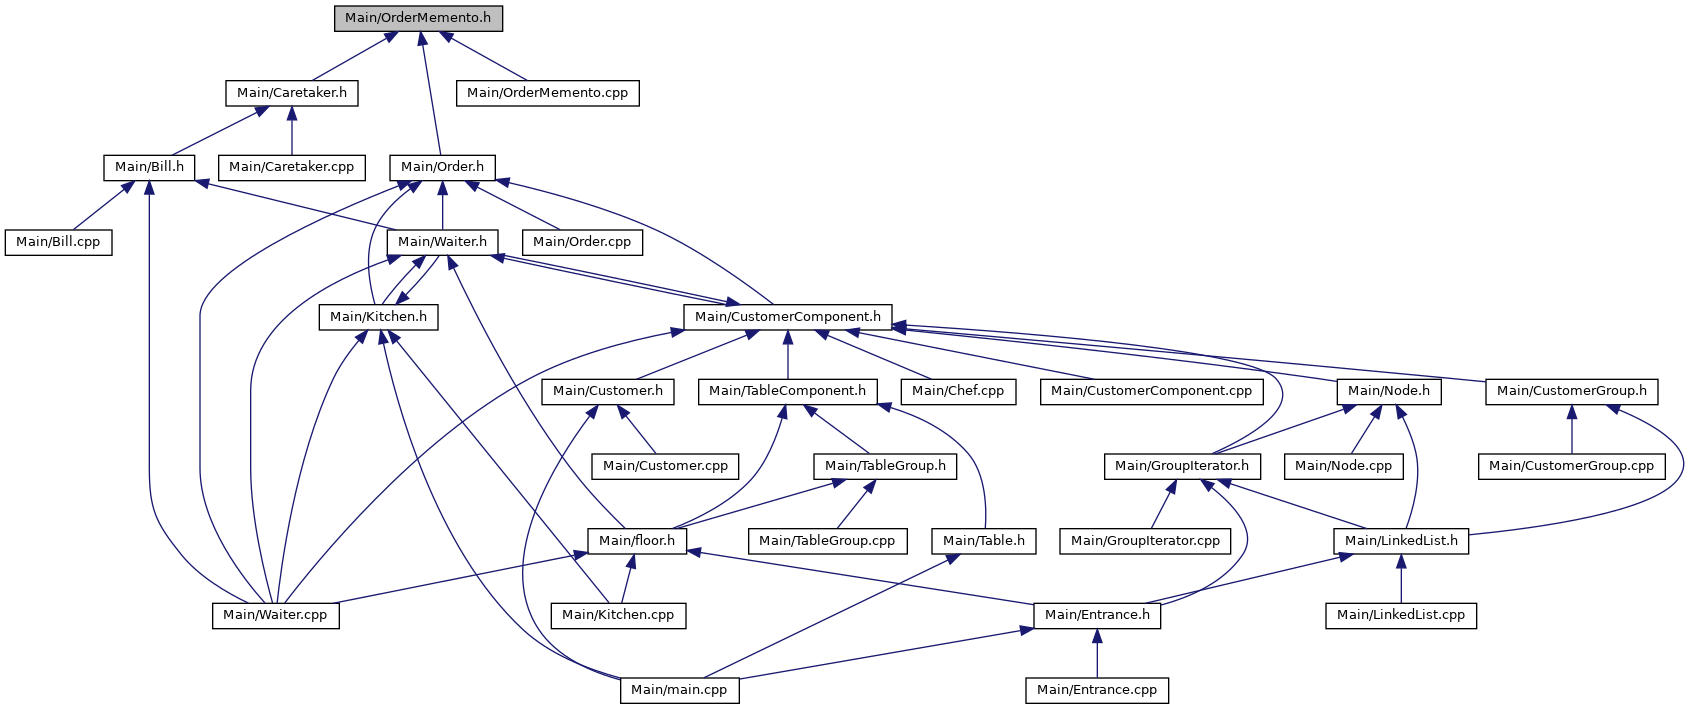 Main/OrderMemento.h
Main/Caretaker.h
Main/OrderMemento.cpp
Main/Bill.h
Main/Caretaker.cpp
Main/Order.h
Main/Bill.cpp
Main/Waiter.h
Main/Order.cpp
Main/Kitchen.h
Main/CustomerComponent.h
Main/Customer.h
Main/TableComponent.h
Main/Chef.cpp
Main/CustomerComponent.cpp
Main/Node.h
Main/CustomerGroup.h
Main/Customer.cpp
Main/TableGroup.h
Main/GroupIterator.h
Main/Node.cpp
Main/CustomerGroup.cpp
Main/floor.h
Main/TableGroup.cpp
Main/Table.h
Main/GroupIterator.cpp
Main/LinkedList.h
Main/Waiter.cpp
Main/Kitchen.cpp
Main/Entrance.h
Main/LinkedList.cpp
Main/main.cpp
Main/Entrance.cpp